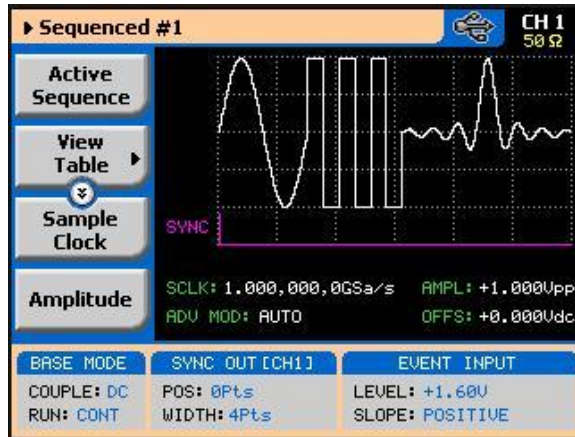 Sequenced #1
CH 1
50 Ω
Active
Sequence
View
Table
Sample
Clock
Amplitude
SYNC
SCLK: 1.000,000,0GSa/s
AMPL: +1.000Vpp
ADV MOD: AUTO
OFFS: +0.000Vdc
BASE MODE
COUPLE: DC
RUN: CONT
SYNC OUT [CH1]
POS: 0Pts
WIDTH: 4Pts
EVENT INPUT
LEVEL: +1.60V
SLOPE: POSITIVE